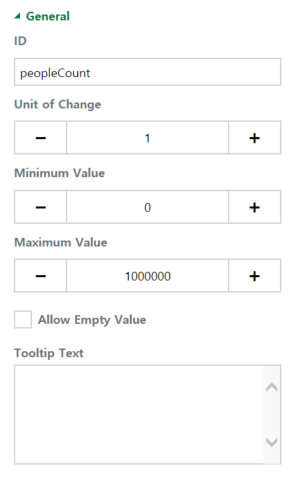 General
ID
peopleCount
Unit of Change
− 1 +
Minimum Value
− 0 +
Maximum Value
− 1000000 +
Allow Empty Value
Tooltip Text